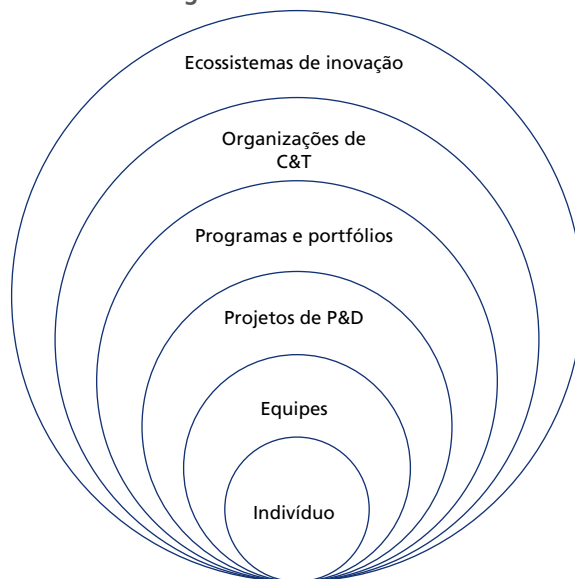 Ecossistemas de inovação
Organizações de
C&T
Programas e portfólios
Projetos de P&D
Equipes
Indivíduo